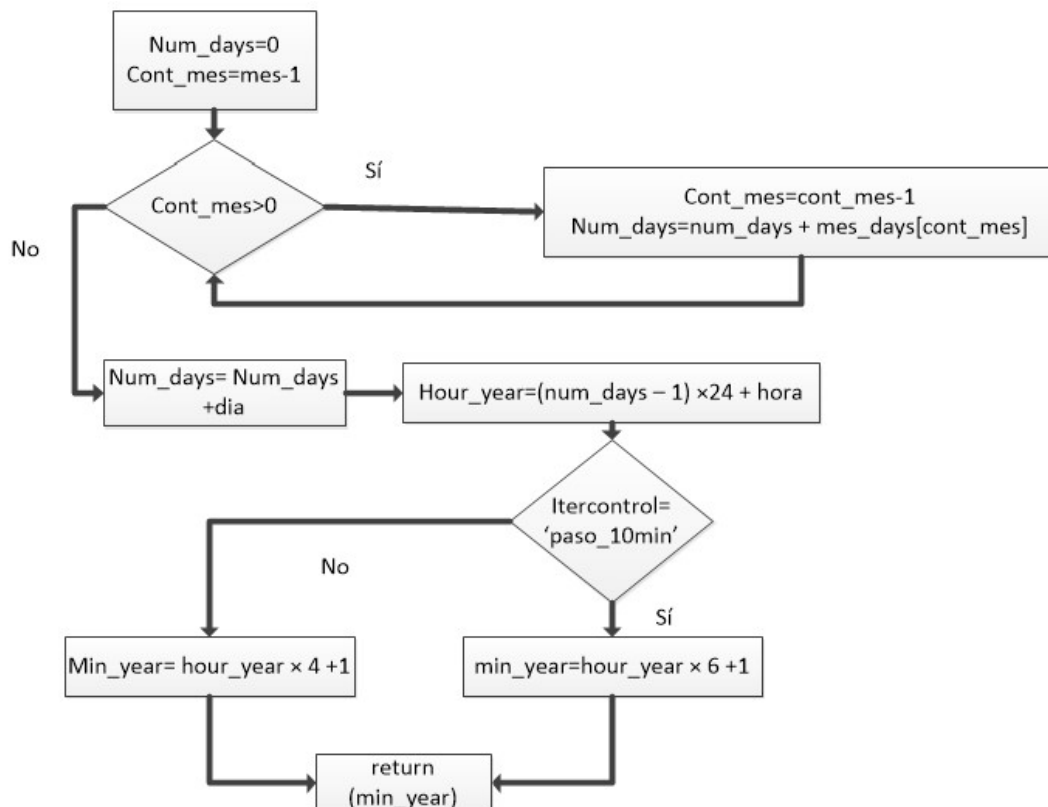 Num_days=0
Cont_mes=mes-1
Cont_mes>0
Sí
Cont_mes=cont_mes-1
Num_days=num_days + mes_days[cont_mes]
No
Num_days= Num_days
+dia
Hour_year=(num_days – 1) ×24 + hora
Itercontrol=
‘paso_10min’
No
Sí
Min_year= hour_year × 4 +1
min_year=hour_year × 6 +1
return
(min_year)